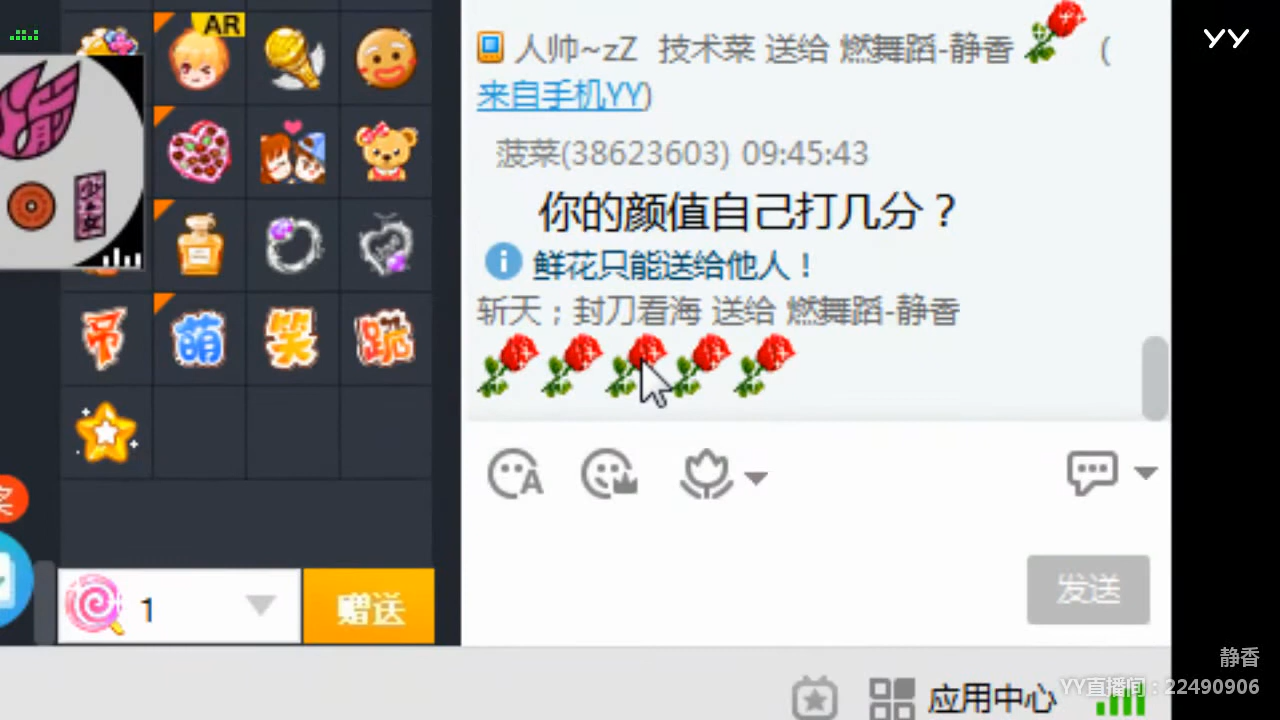 AR
少女
吊
萌
笑
跪
奖
1
赠送
人帅~zZ 技术菜 送给 燃舞蹈-静香 (
来自手机YY)
菠菜(38623603) 09:45:43
你的颜值自己打几分？
鲜花只能送给他人！
斩天；封刀看海 送给 燃舞蹈-静香
发送
应用中心
YY
静香
YY直播间：22490906